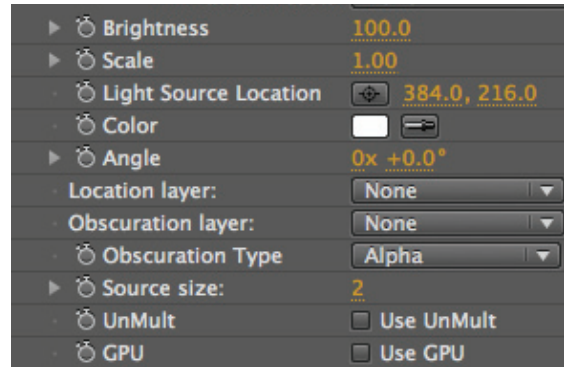 Brightness 100.0
Scale 1.00
Light Source Location 384.0, 216.0
Color
Angle 0x +0.0°
Location layer: None
Obscuration layer: None
Obscuration Type Alpha
Source size: 2
UnMult Use UnMult
GPU Use GPU